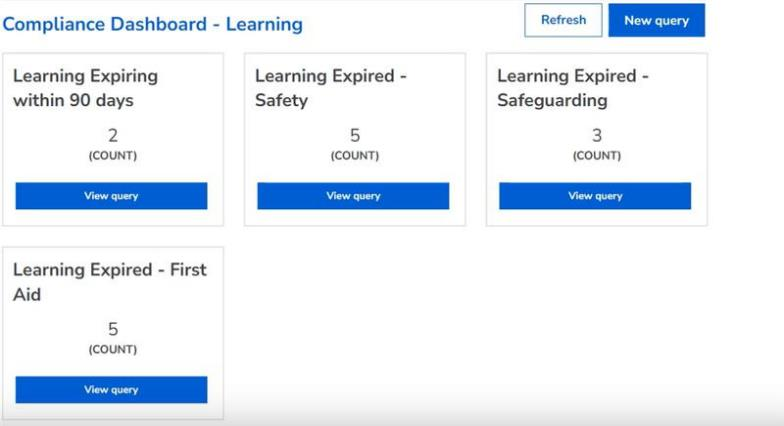 Compliance Dashboard - Learning
Refresh
New query
Learning Expiring
within 90 days
2
(COUNT)
View query
Learning Expired -
Safety
5
(COUNT)
View query
Learning Expired -
Safeguarding
3
(COUNT)
View query
Learning Expired - First
Aid
5
(COUNT)
View query